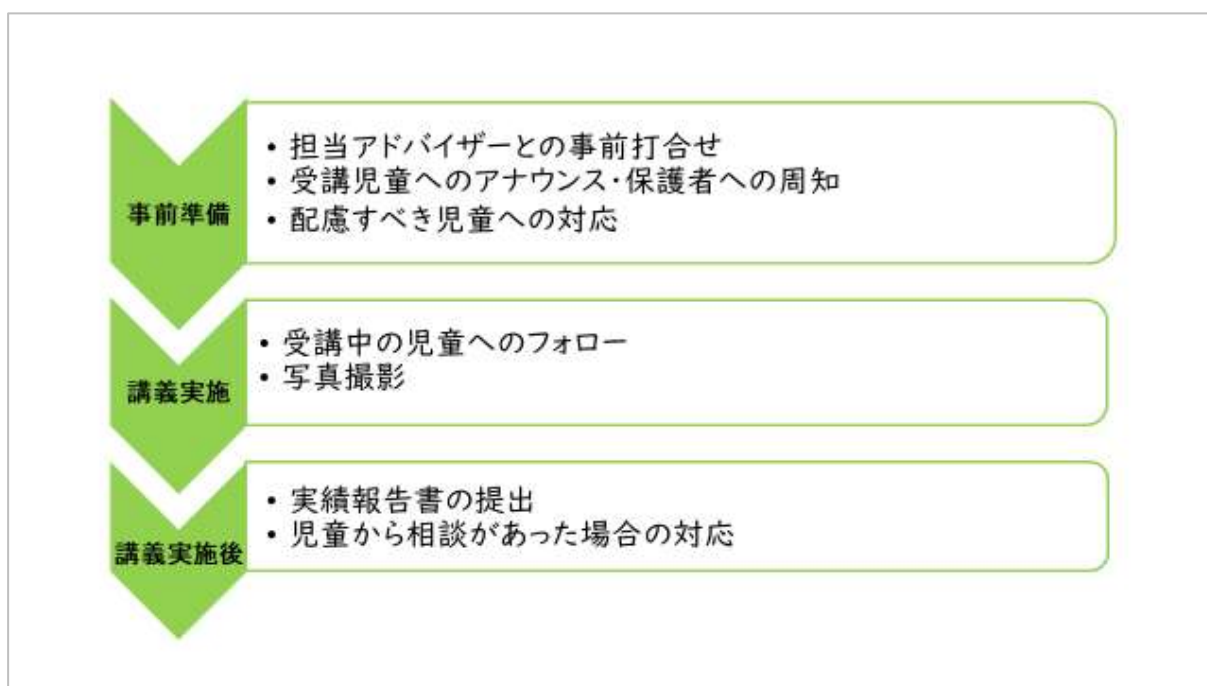 事前準備
• 担当アドバイザーとの事前打合せ
• 受講児童へのアナウンス・保護者への周知
• 配慮すべき児童への対応
講義実施
• 受講中の児童へのフォロー
• 写真撮影
講義実施後
• 実績報告書の提出
• 児童から相談があった場合の対応